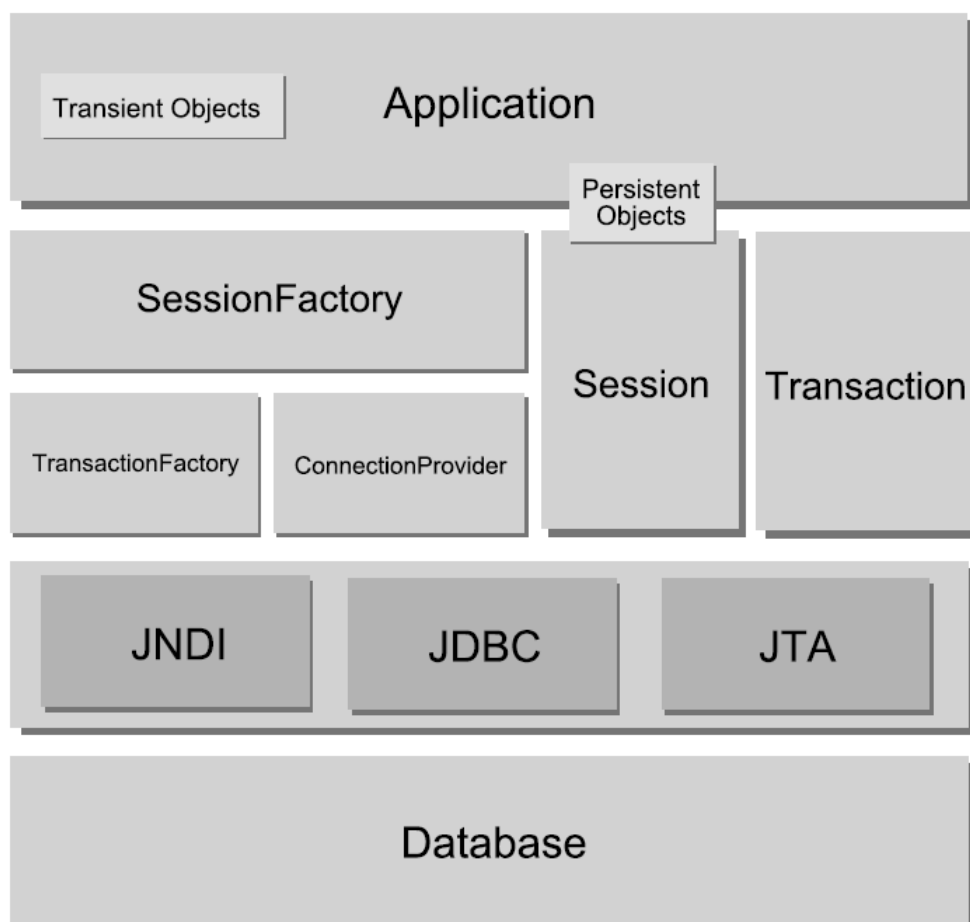 Transient Objects
Application
Persistent
Objects
SessionFactory
Session
Transaction
TransactionFactory
ConnectionProvider
JNDI
JDBC
JTA
Database